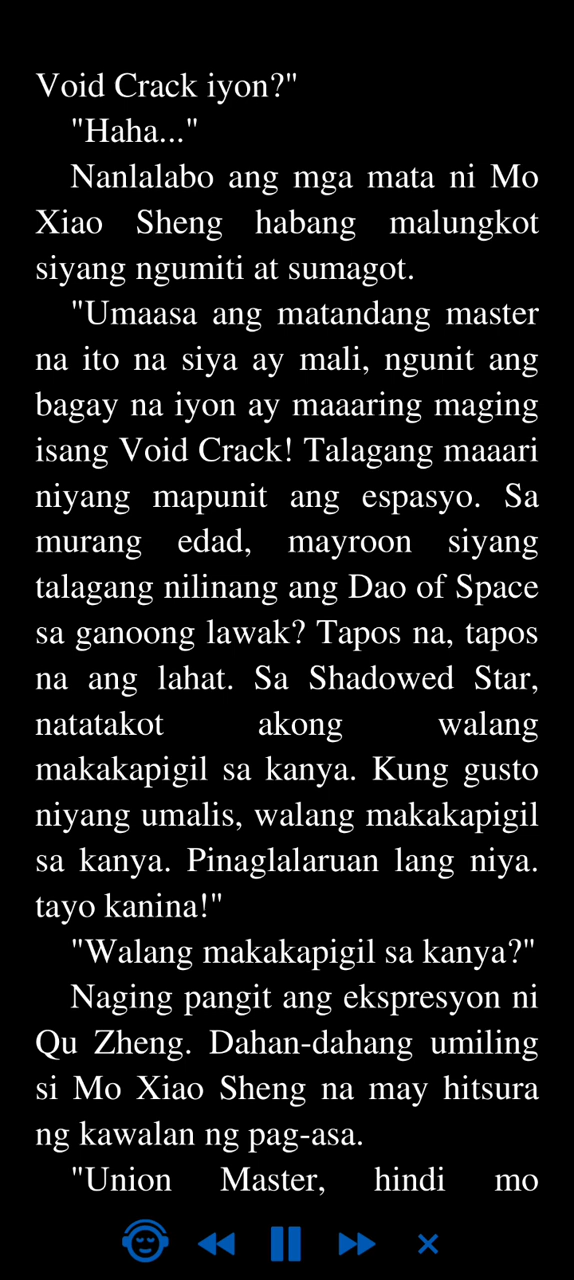 Void Crack iyon?"
"Haha..."
Nanlalabo ang mga mata ni Mo
Xiao Sheng habang malungkot
siyang ngumiti at sumagot.
"Umaasa ang matandang master
na ito na siya ay mali, ngunit ang
bagay na iyon ay maaaring maging
isang Void Crack! Talagang maaari
niyang mapunit ang espasyo. Sa
murang edad, mayroon siyang
talagang nilinang ang Dao of Space
sa ganoong lawak? Tapos na, tapos
na ang lahat. Sa Shadowed Star,
natatakot akong walang
makakapigil sa kanya. Kung gusto
niyang umalis, walang makakapigil
sa kanya. Pinaglalaruan lang niya.
tayo kanina!"
"Walang makakapigil sa kanya?"
Naging pangit ang ekspresyon ni
Qu Zheng. Dahan-dahang umiling
si Mo Xiao Sheng na may hitsura
ng kawalan ng pag-asa.
"Union Master, hindi mo